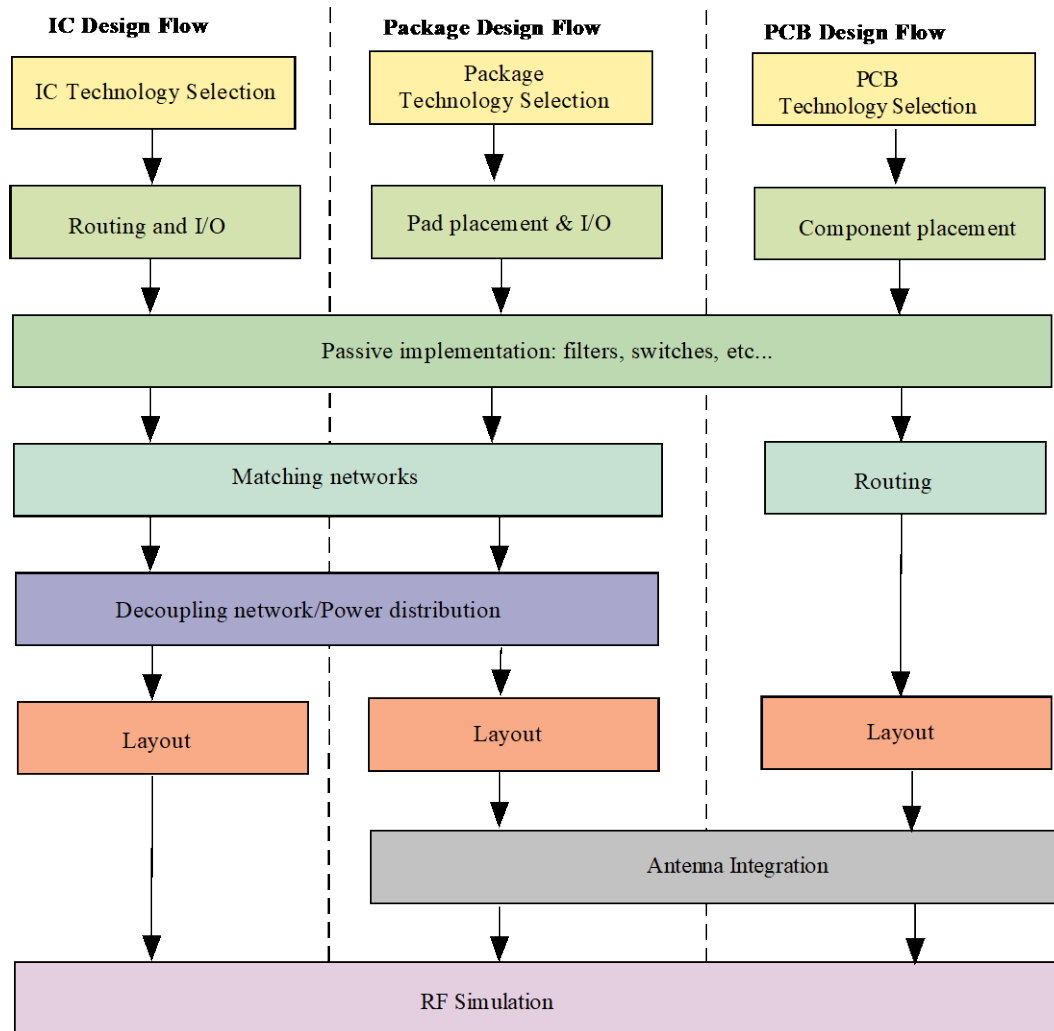 IC Design Flow
Package Design Flow
PCB Design Flow
IC Technology Selection
Package
Technology Selection
PCB
Technology Selection
Routing and I/O
Pad placement & I/O
Component placement
Passive implementation: filters, switches, etc...
Matching networks
Routing
Decoupling network/Power distribution
Layout
Layout
Layout
Antenna Integration
RF Simulation